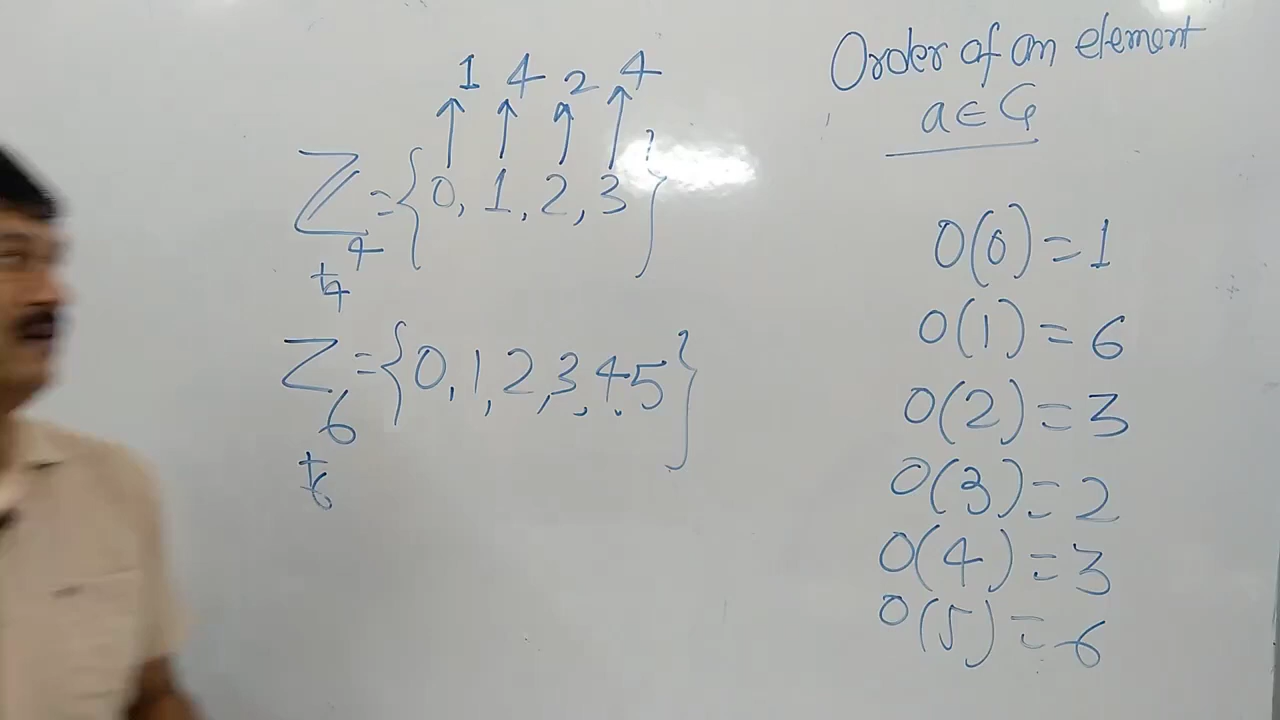 Order of an element
a ∈ G
1 4 2 4
↑ ↑ ↑ ↑
Z₄ = {0, 1, 2, 3}
+₄
Z₆ = {0, 1, 2, 3, 4, 5}
+₆
O(0) = 1
O(1) = 6
O(2) = 3
O(3) = 2
O(4) = 3
O(5) = 6